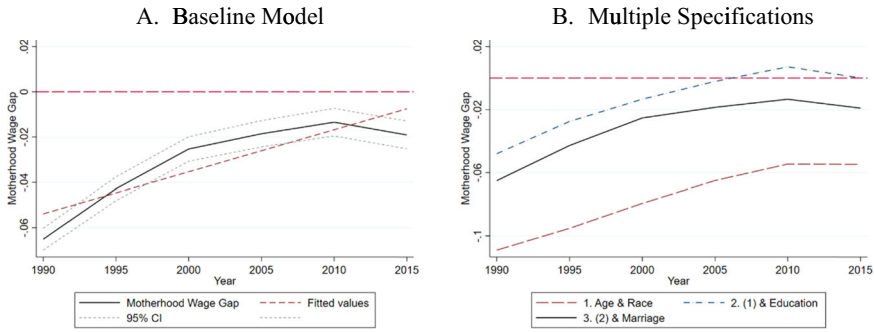 A. Baseline Model
.02
0
-.02
-.04
-.06
Motherhood Wage Gap
1990 1995 2000 2005 2010 2015
Year
Motherhood Wage Gap Fitted values
95% CI
B. Multiple Specifications
.02
-.02
-.06
-.1
Motherhood Wage Gap
1990 1995 2000 2005 2010 2015
Year
1. Age & Race 2. (1) & Education
3. (2) & Marriage